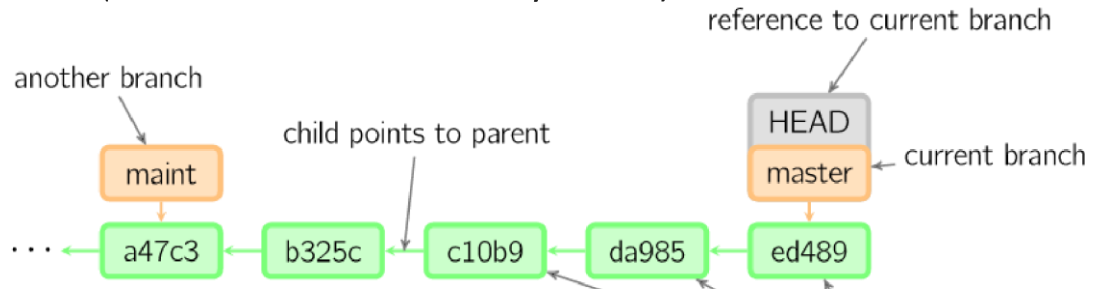 reference to current branch
another branch
HEAD
child points to parent
current branch
maint
master
...
a47c3
b325c
c10b9
da985
ed489